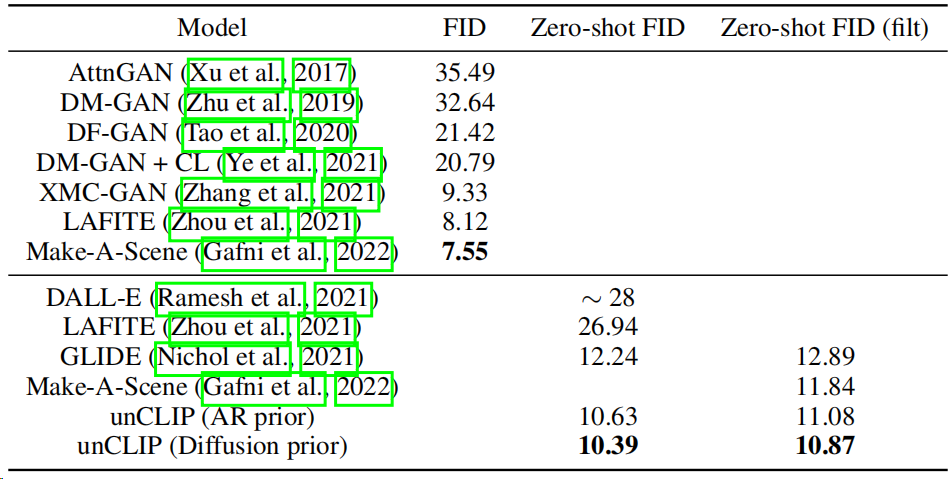 Model FID Zero-shot FID Zero-shot FID (filt)
AttnGAN (Xu et al., 2017) 35.49
DM-GAN (Zhu et al., 2019) 32.64
DF-GAN (Tao et al., 2020) 21.42
DM-GAN + CL (Ye et al., 2021) 20.79
XMC-GAN (Zhang et al., 2021) 9.33
LAFITE (Zhou et al., 2021) 8.12
Make-A-Scene (Gafni et al., 2022) 7.55
DALL-E (Ramesh et al., 2021) ∼ 28
LAFITE (Zhou et al., 2021) 26.94
GLIDE (Nichol et al., 2021) 12.24 12.89
Make-A-Scene (Gafni et al., 2022) 11.84
unCLIP (AR prior) 10.63 11.08
unCLIP (Diffusion prior) 10.39 10.87